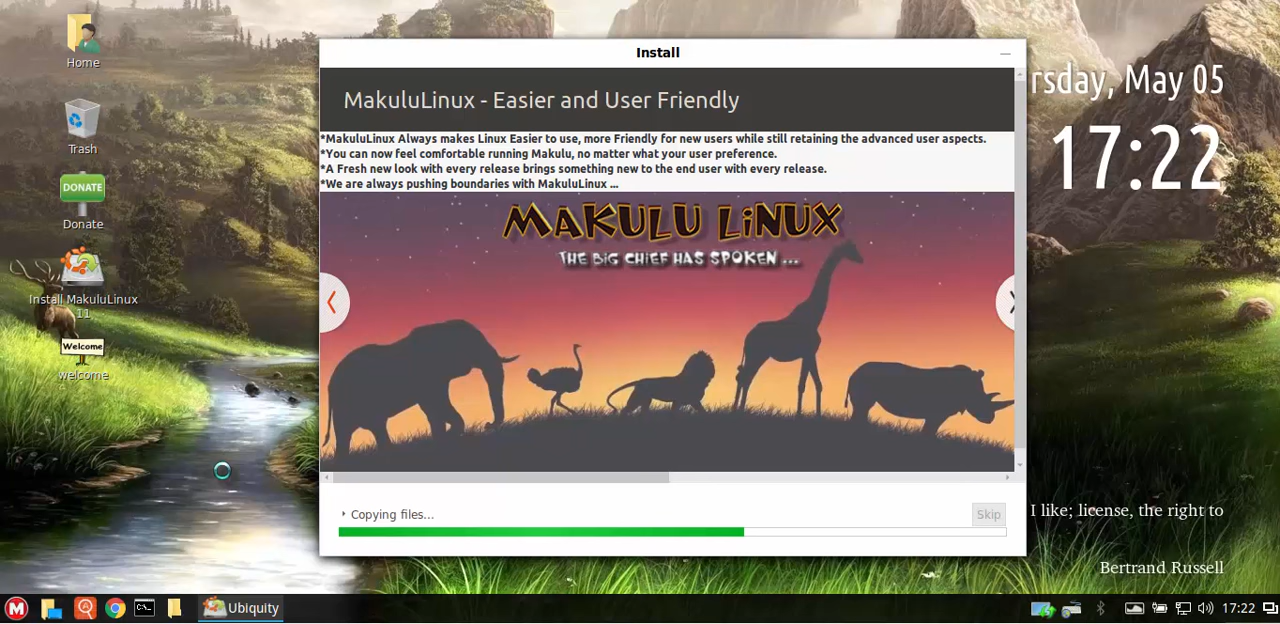 Home
Trash
DONATE
Donate
Install MakuluLinux
11
Welcome
welcome
Install
MakuluLinux - Easier and User Friendly
*MakuluLinux Always makes Linux Easier to use, more Friendly for new users while still retaining the advanced user aspects.
*You can now feel comfortable running Makulu, no matter what your user preference.
*A Fresh new look with every release brings something new to the end user with every release.
*We are always pushing boundaries with MakuluLinux ...
MAKULU LiNUX
THE BIG CHIEF HAS SPOKEN ...
Copying files...
Skip
rsday, May 05
17:22
I like; license, the right to
Bertrand Russell
M
Ubiquity
17:22